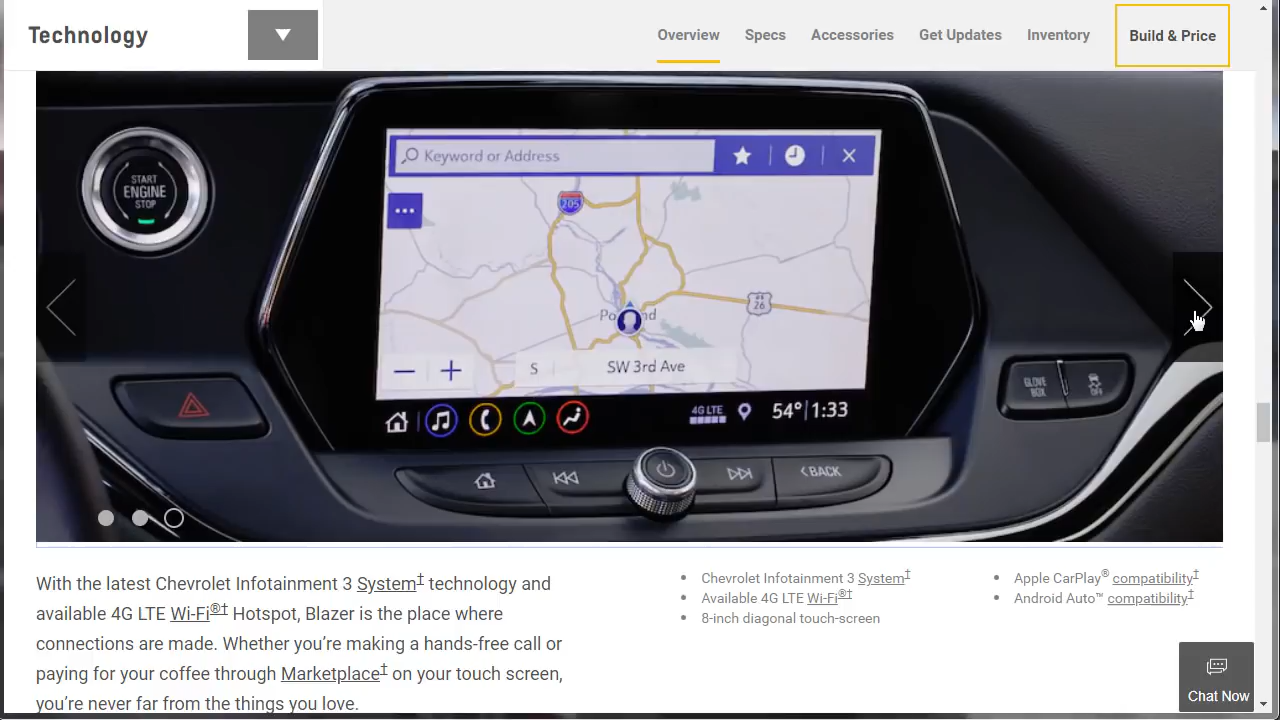 Technology
Overview
Specs
Accessories
Get Updates
Inventory
Build & Price
START
ENGINE
STOP
Keyword or Address
205
26
SW 3rd Ave
S
4G LTE
54° 1:33
GLOVE
BOX
OFF
<BACK
With the latest Chevrolet Infotainment 3 System‡ technology and
available 4G LTE Wi-Fi®‡ Hotspot, Blazer is the place where
connections are made. Whether you’re making a hands-free call or
paying for your coffee through Marketplace‡ on your touch screen,
you’re never far from the things you love.
Chevrolet Infotainment 3 System‡
Available 4G LTE Wi-Fi®‡
8-inch diagonal touch-screen
Apple CarPlay® compatibility‡
Android Auto™ compatibility‡
Chat Now